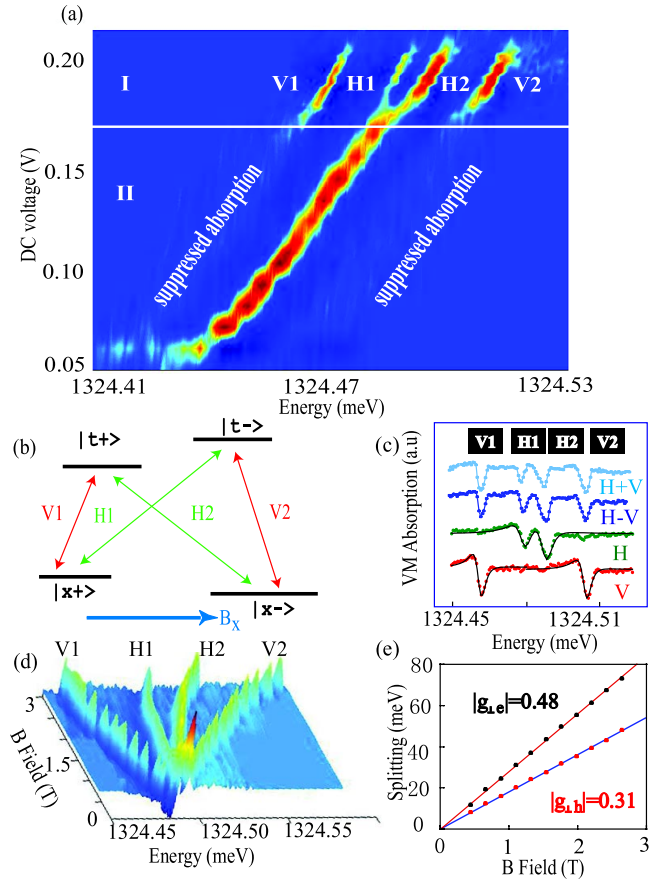 (a)
0.20
0.15
0.10
0.05
DC voltage (V)
I
II
V1 H1 H2 V2
suppressed absorption
suppressed absorption
1324.41 1324.47 1324.53
Energy (meV)
(b)
|t+>
|t->
V1 H1 H2 V2
|x+>
|x->
Bx
(c)
VM Absorption (a.u)
V1 H1 H2 V2
H+V
H-V
H
V
1324.45 1324.51
Energy (meV)
(d)
V1 H1 H2 V2
3
1.5
0
B Field (T)
1324.45 1324.50 1324.55
Energy (meV)
(e)
80
60
40
20
0
Splitting (meV)
|g⊥e|=0.48
|g⊥h|=0.31
0 1 2 3
B Field (T)